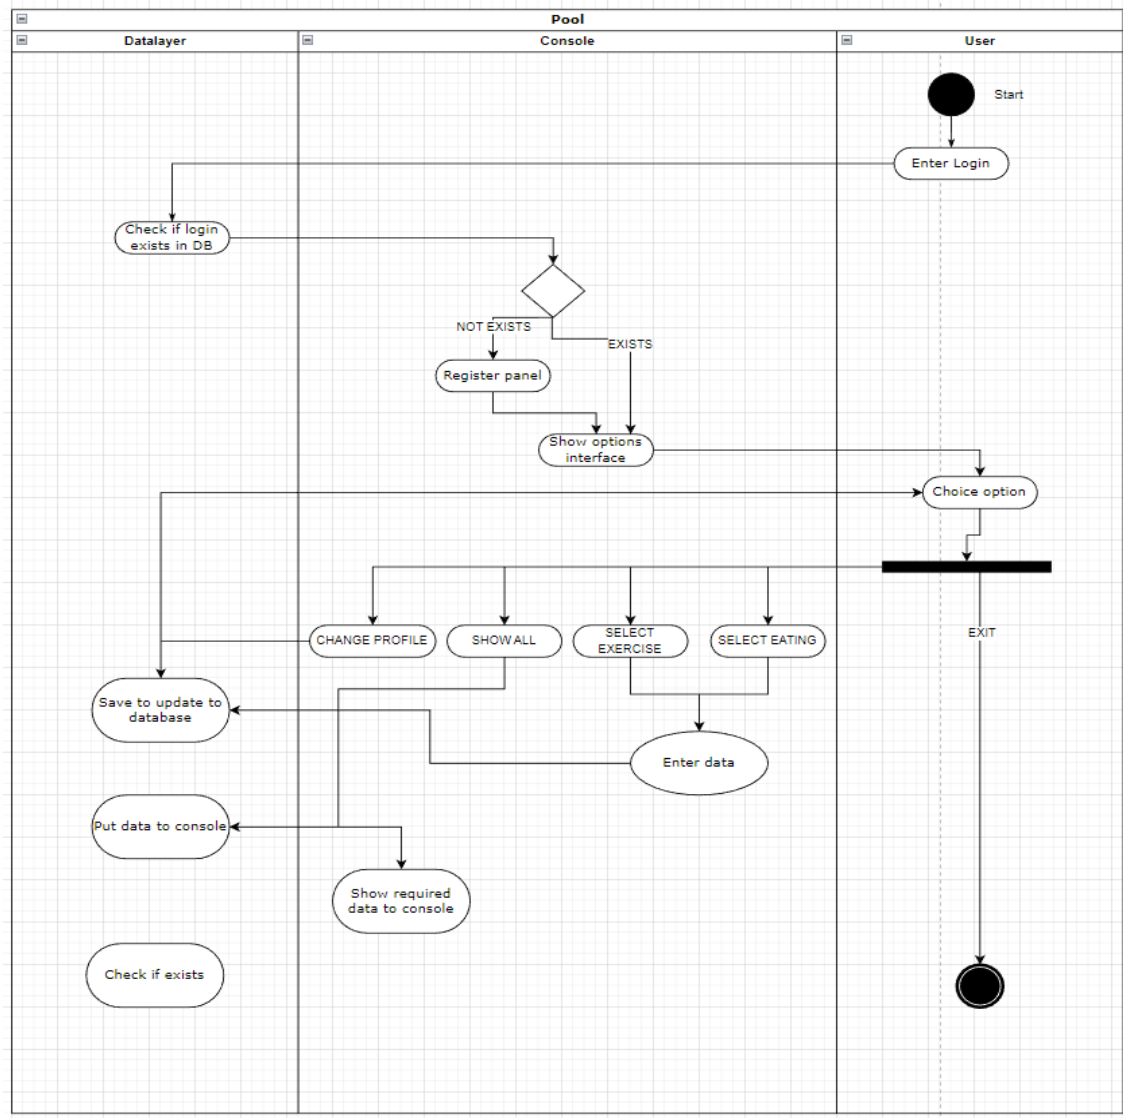 Pool
Datalayer
Console
User
Start
Enter Login
Check if login
exists in DB
NOT EXISTS
EXISTS
Register panel
Show options
interface
Choice option
EXIT
CHANGE PROFILE
SHOW ALL
SELECT
EXERCISE
SELECT EATING
Save to update to
database
Enter data
Put data to console
Show required
data to console
Check if exists